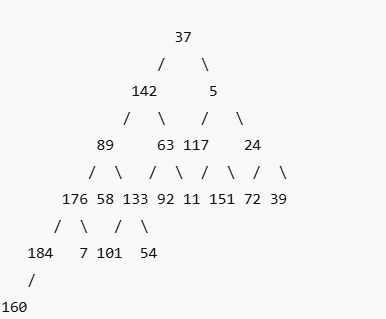 37
/ \
142 5
/ \ / \
89 63 117 24
/ \ / \ / \ / \
176 58 133 92 11 151 72 39
/ \ / \
184 7 101 54
/
160